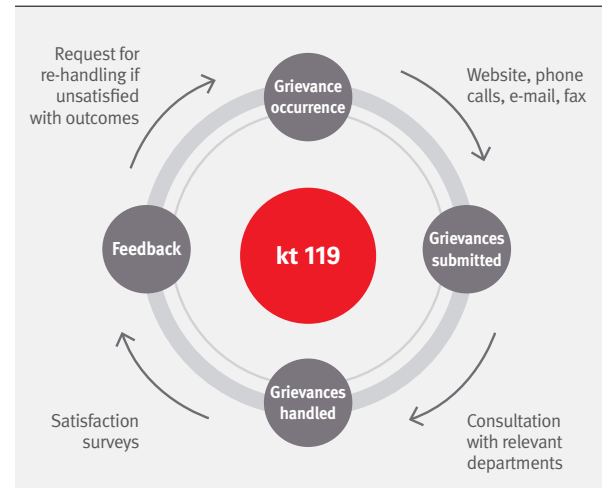 Request for
re-handling if
unsatisfied
with outcomes
Grievance
occurrence
Website, phone
calls, e-mail, fax
Feedback
kt 119
Grievances
submitted
Grievances
handled
Satisfaction
surveys
Consultation
with relevant
departments